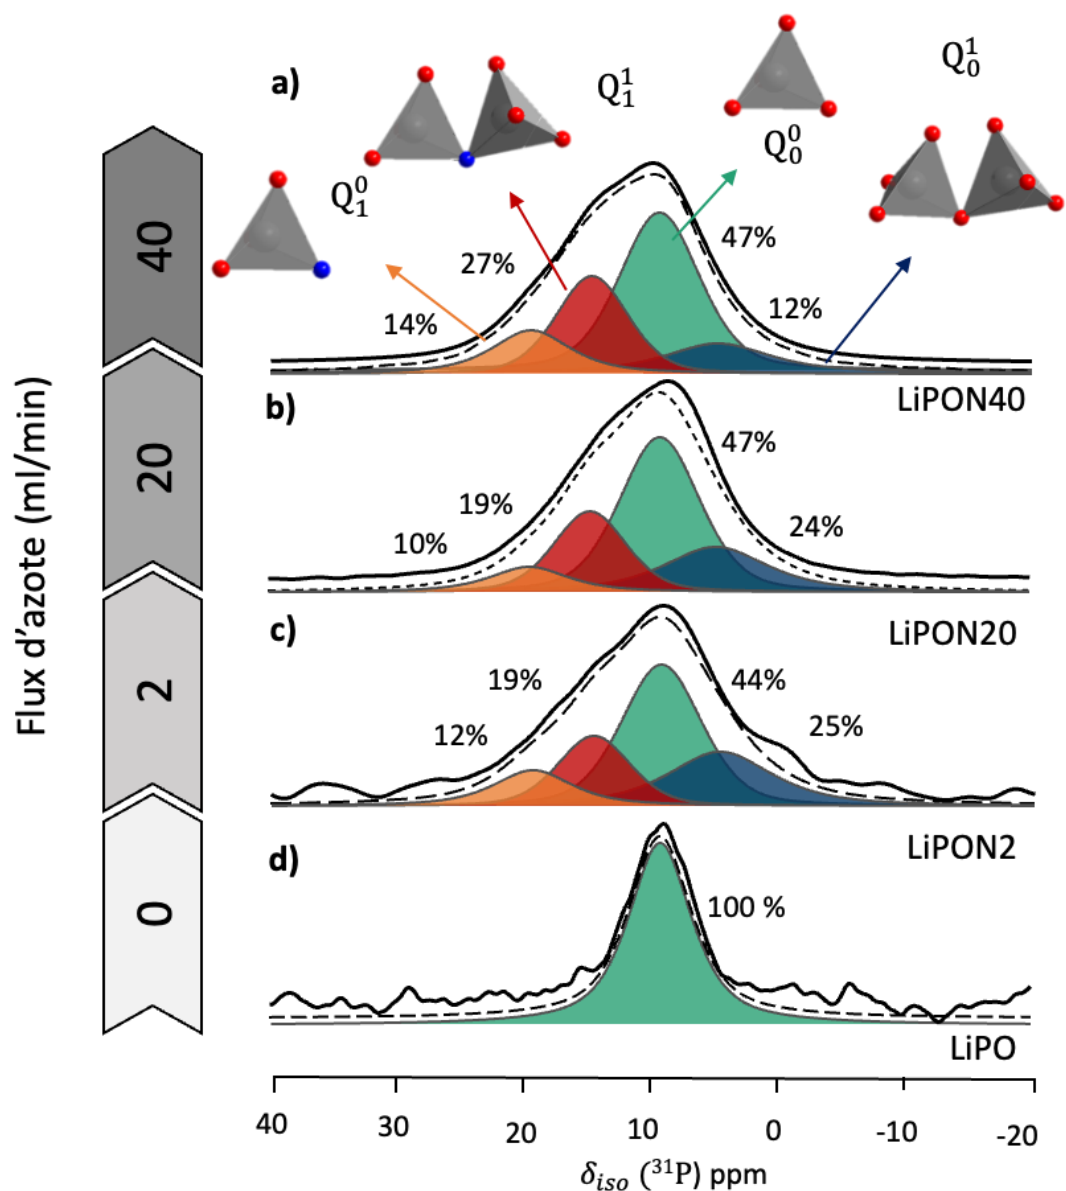 a)
Q₁¹
Q₀¹
Q₀⁰
Q₁⁰
47%
27%
12%
14%
LiPON40
b)
47%
19%
24%
10%
LiPON20
c)
19%
44%
25%
12%
LiPON2
d)
100 %
LiPO
40
20
2
0
Flux d’azote (ml/min)
40 30 20 10 0 -10 -20
δiso (³¹P) ppm